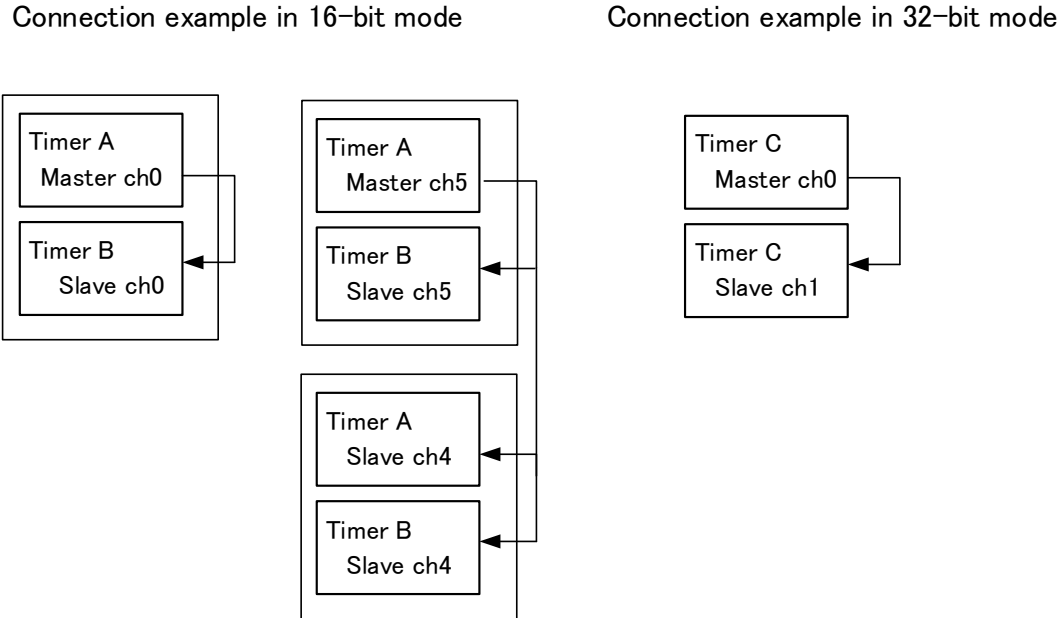 Connection example in 16-bit mode
Connection example in 32-bit mode
Timer A
Master ch0
Timer B
Slave ch0
Timer A
Master ch5
Timer B
Slave ch5
Timer A
Slave ch4
Timer B
Slave ch4
Timer C
Master ch0
Timer C
Slave ch1